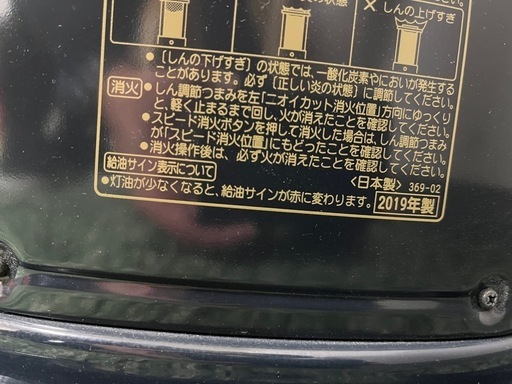 の状態
× しんの上げすぎ
●〔しんの下げすぎ〕の状態では、一酸化炭素やにおいが発生する
ことがあります。必ず〔正しい炎の状態〕に調節してください。
消火
●しん調節つまみを左「ニオイカット消火位置」方向にゆっくり
と、軽く止まるまで回し、火が消えたことを確認してください。
●スピード消火ボタンを押して消火した場合は、しん調節つまみ
が「スピード消火位置」にもどったことを確認してください。
●消火操作後は、必ず火が消えたことを確認してください。
給油サイン表示について
〈日本製〉369-02
●灯油が少なくなると、給油サインが赤に変わります。
2019年製